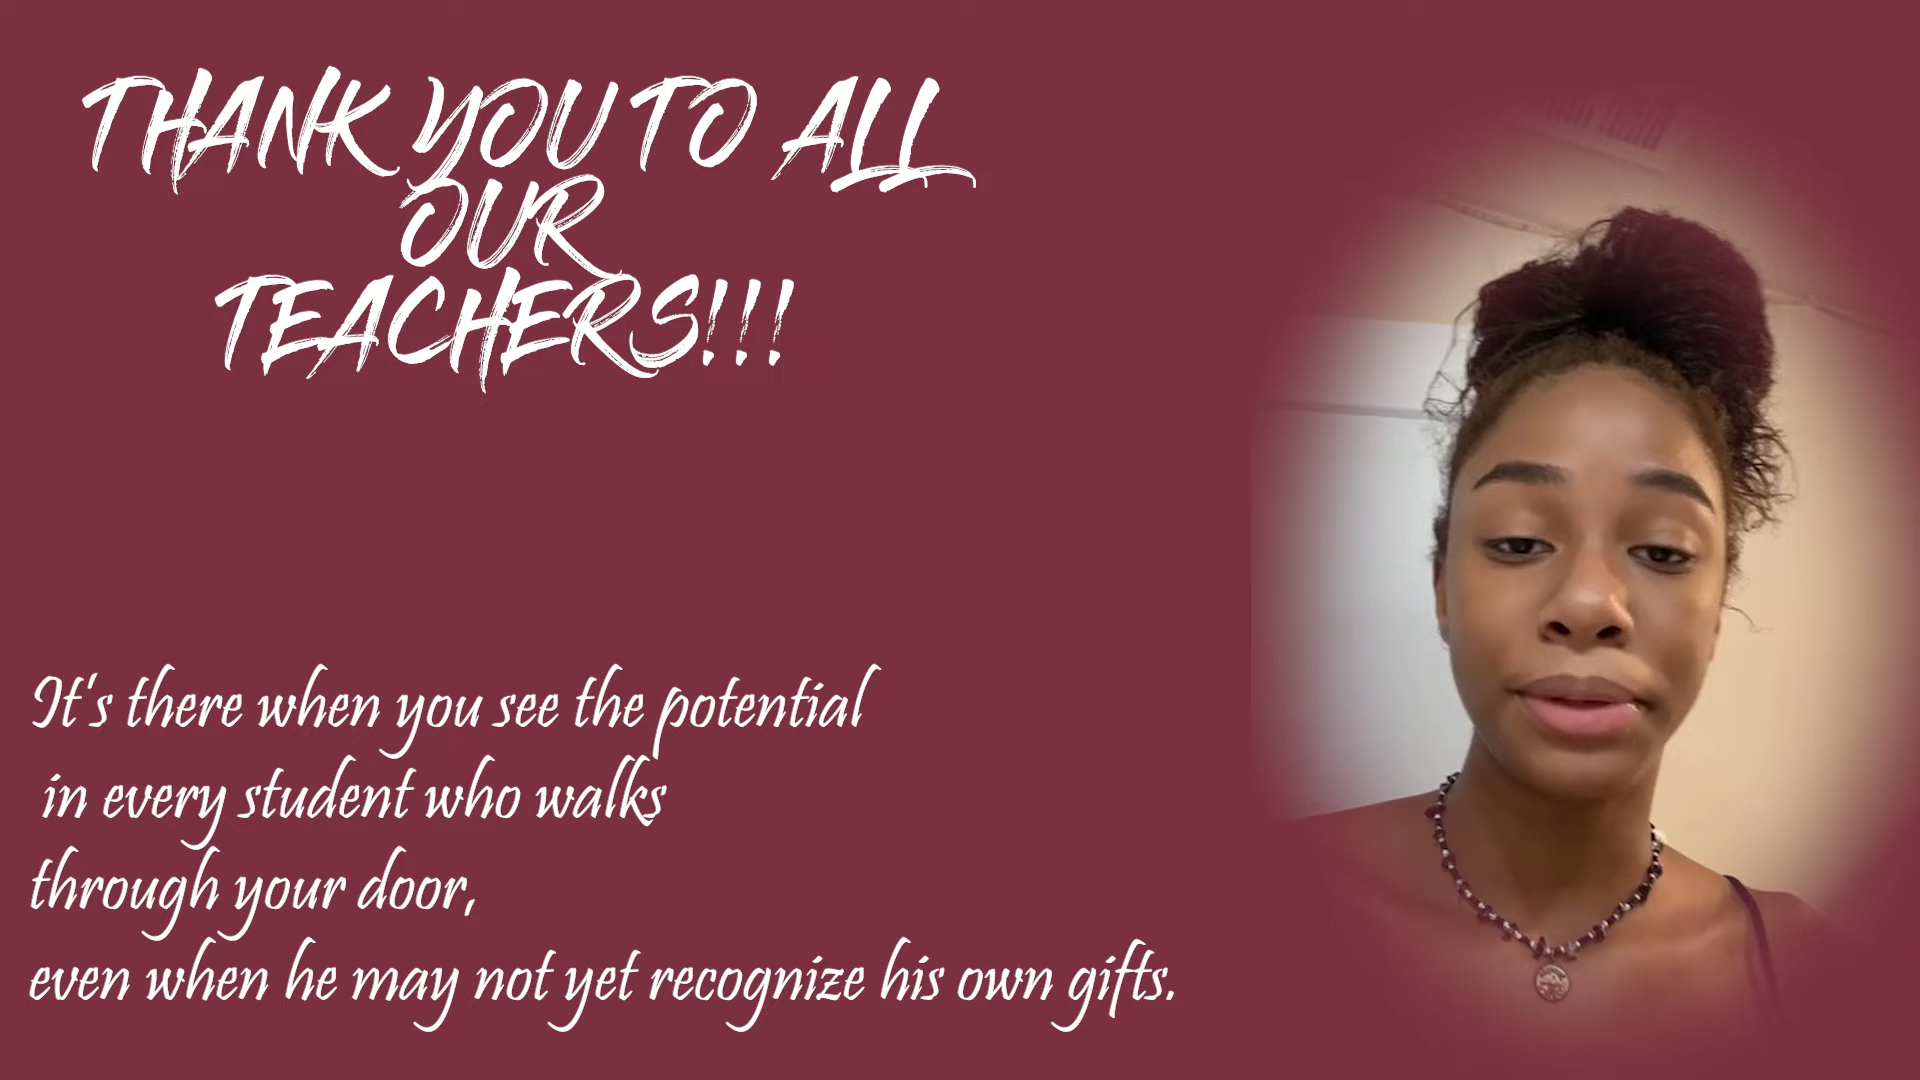 THANK YOU TO ALL
OUR
TEACHERS!!!
It's there when you see the potential
in every student who walks
through your door,
even when he may not yet recognize his own gifts.